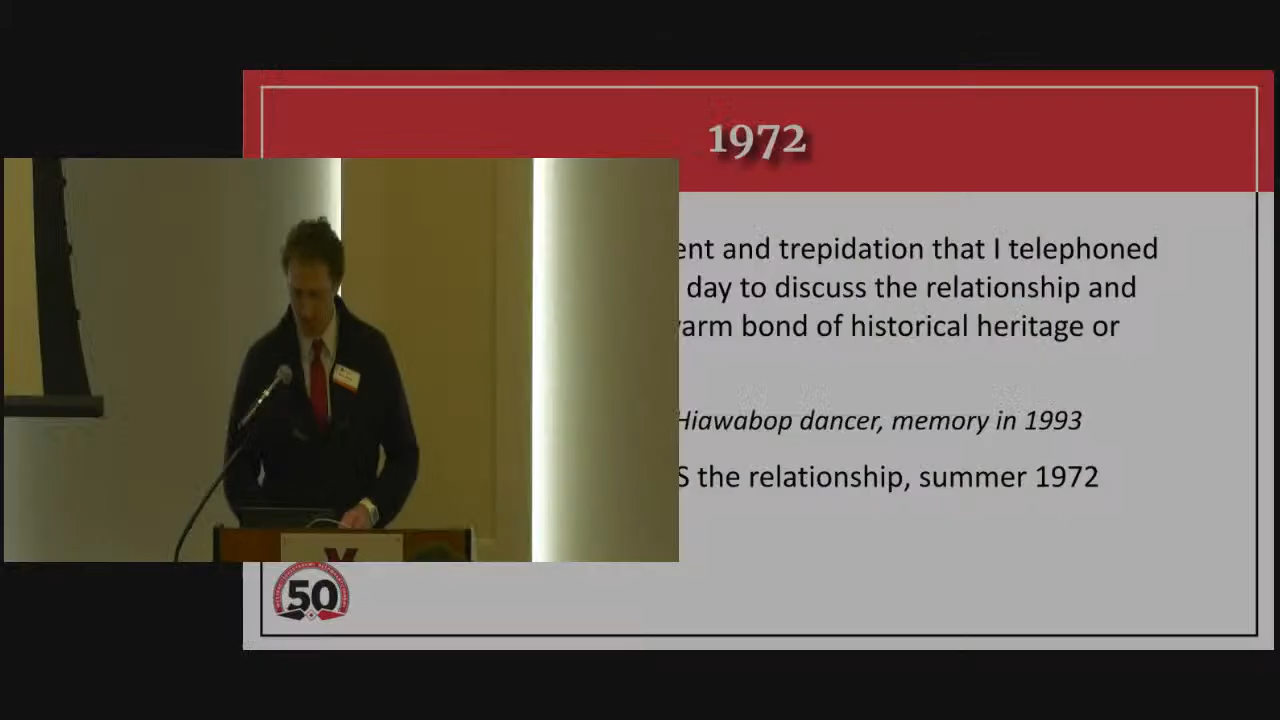 1972
ent and trepidation that I telephoned
day to discuss the relationship and
warm bond of historical heritage or
Hiawabop dancer, memory in 1993
S the relationship, summer 1972
50